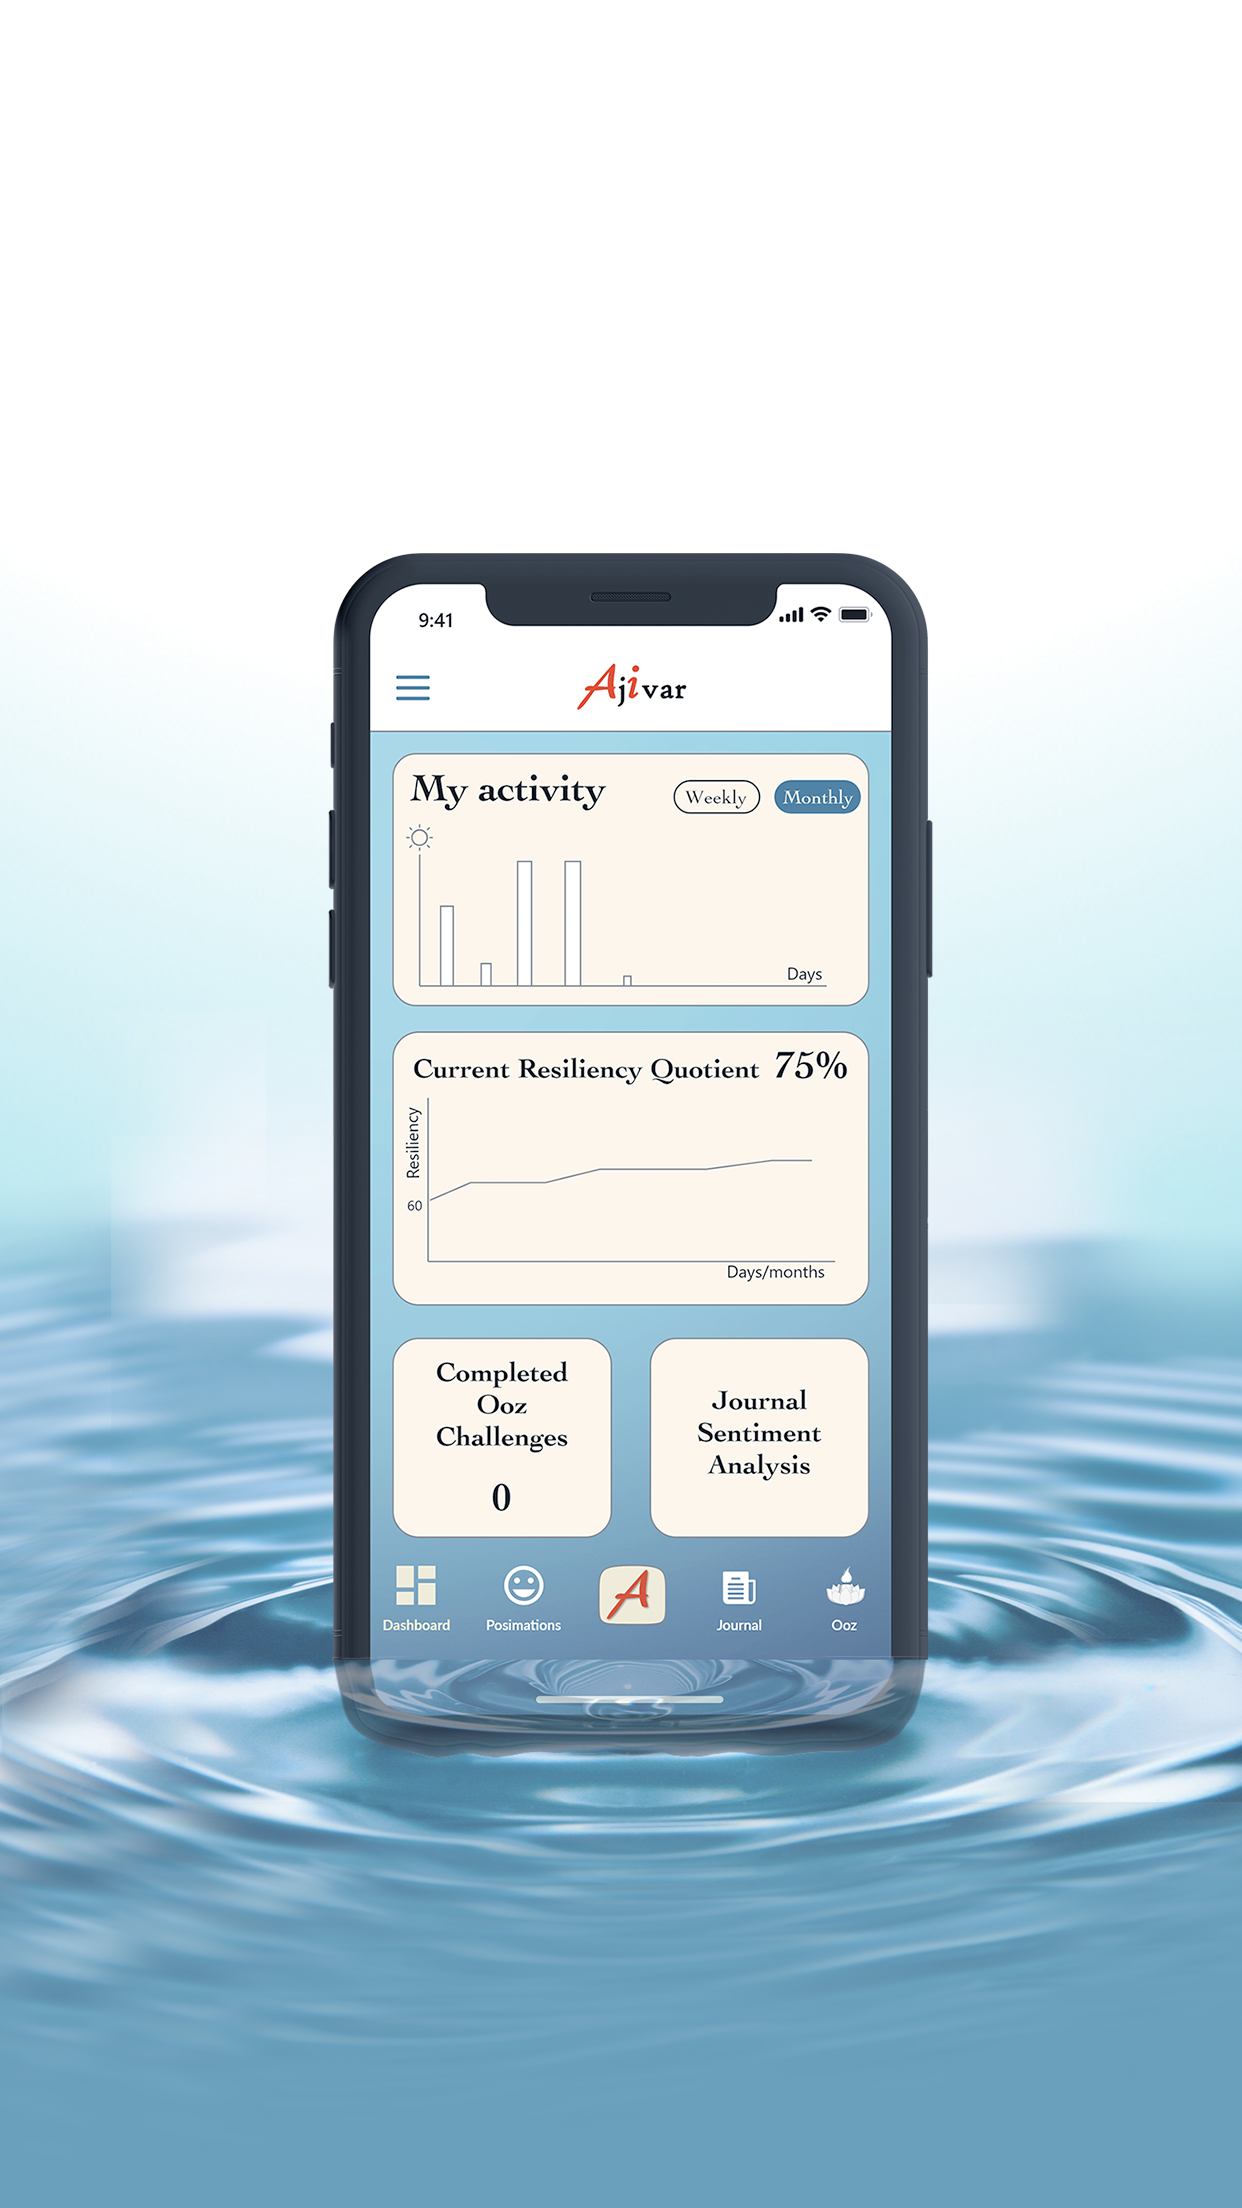 9:41
Ajivar
My activity
Weekly
Monthly
Days
Current Resiliency Quotient 75%
Resiliency
60
Days/months
Completed
Ooz
Challenges
0
Journal
Sentiment
Analysis
Dashboard
Posimations
A
Journal
Ooz